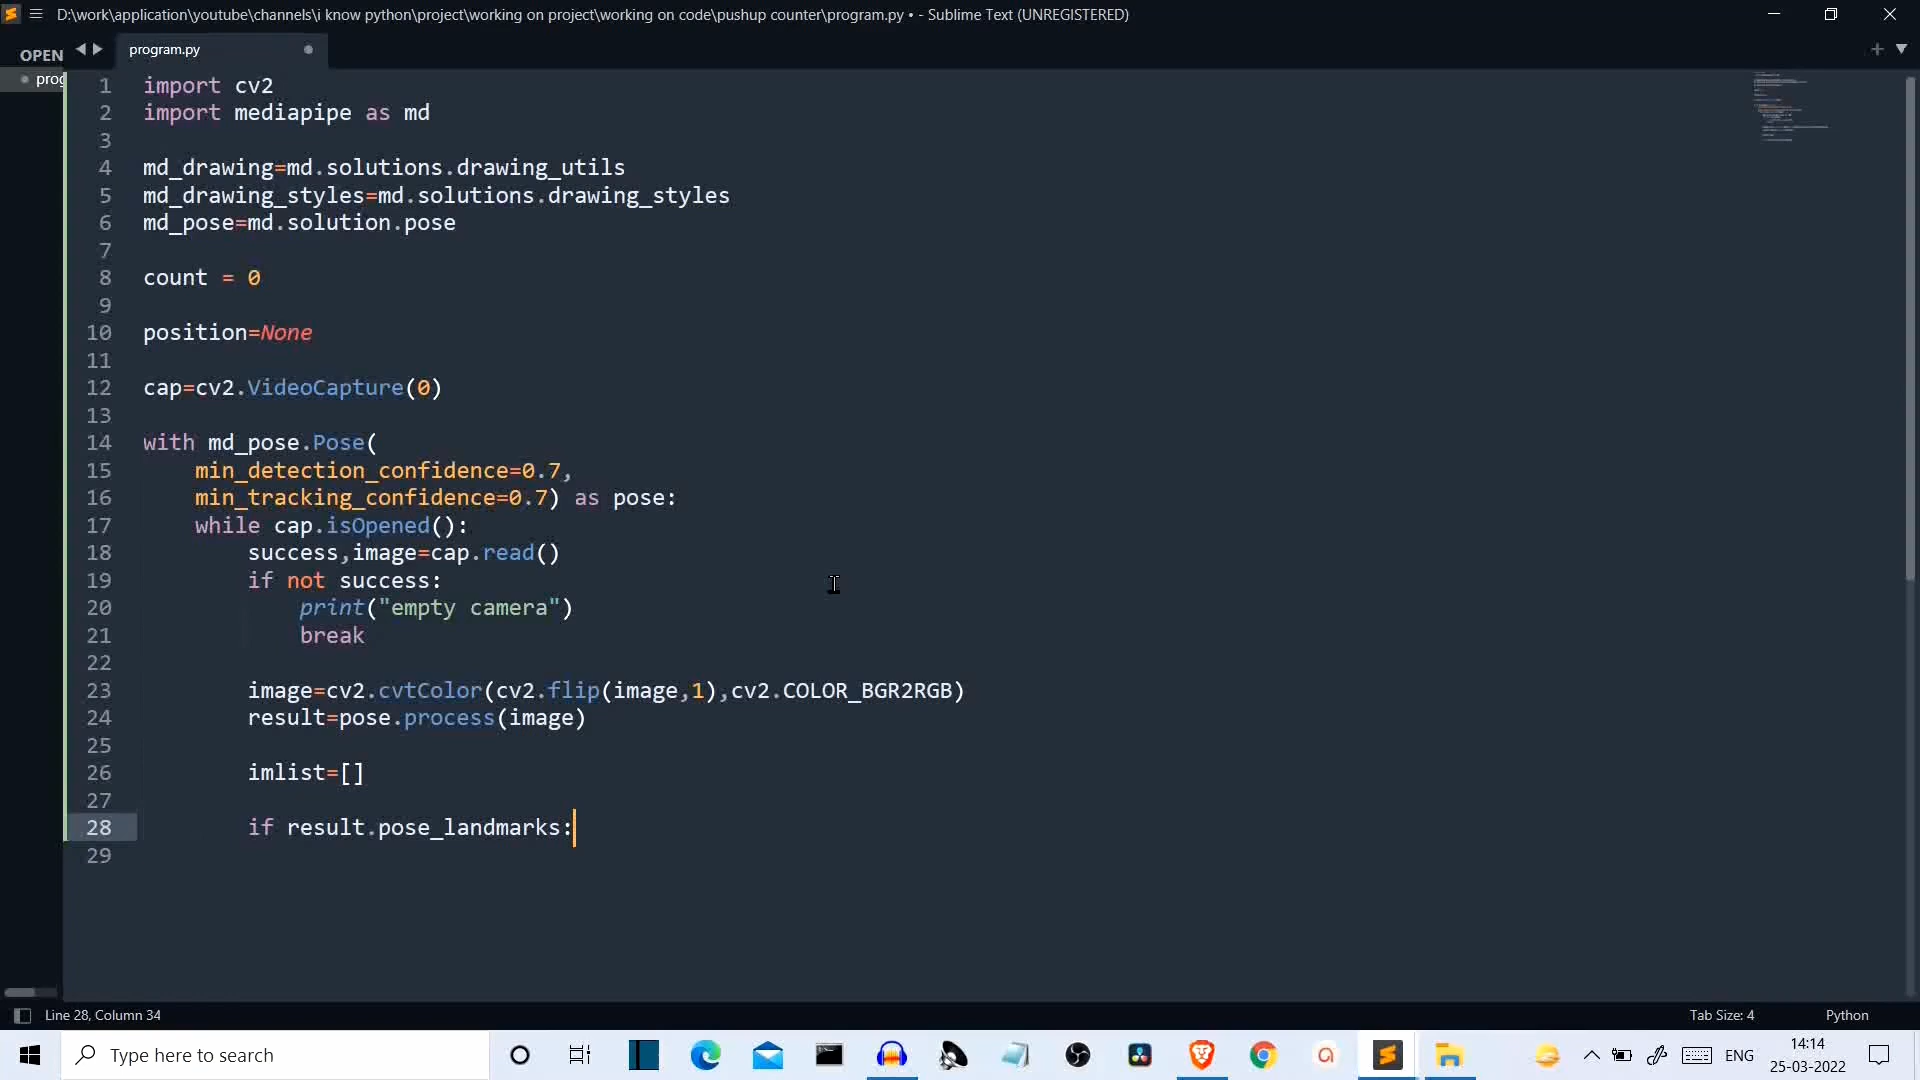 D:\work\application\youtube\channels\i know python\project\working on project\working on code\pushup counter\program.py • - Sublime Text (UNREGISTERED)
OPEN
program.py
prog
1 import cv2
2 import mediapipe as md
3
4 md_drawing=md.solutions.drawing_utils
5 md_drawing_styles=md.solutions.drawing_styles
6 md_pose=md.solution.pose
7
8 count = 0
9
10 position=None
11
12 cap=cv2.VideoCapture(0)
13
14 with md_pose.Pose(
15 min_detection_confidence=0.7,
16 min_tracking_confidence=0.7) as pose:
17 while cap.isOpened():
18 success,image=cap.read()
19 if not success:
20 print("empty camera")
21 break
22
23 image=cv2.cvtColor(cv2.flip(image,1),cv2.COLOR_BGR2RGB)
24 result=pose.process(image)
25
26 imlist=[]
27
28 if result.pose_landmarks:
29
Line 28, Column 34
Tab Size: 4
Python
Type here to search
ENG
14:14
25-03-2022